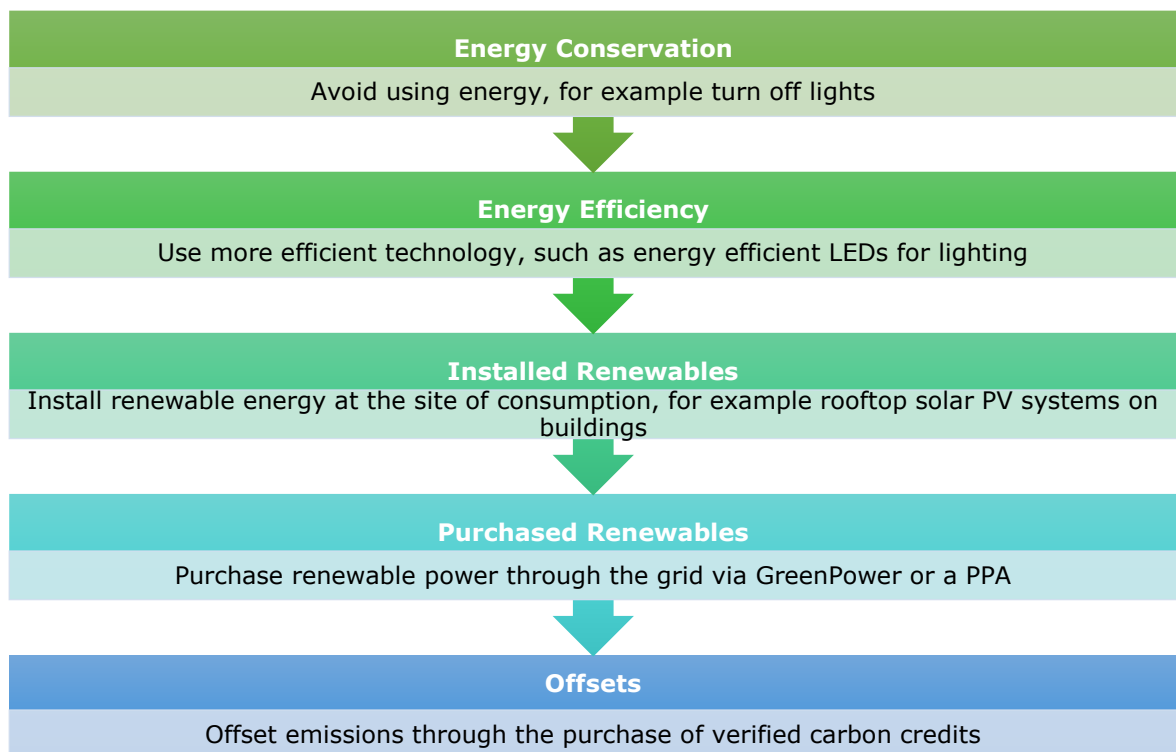 Energy Conservation
Avoid using energy, for example turn off lights
Energy Efficiency
Use more efficient technology, such as energy efficient LEDs for lighting
Installed Renewables
Install renewable energy at the site of consumption, for example rooftop solar PV systems on
buildings
Purchased Renewables
Purchase renewable power through the grid via GreenPower or a PPA
Offsets
Offset emissions through the purchase of verified carbon credits